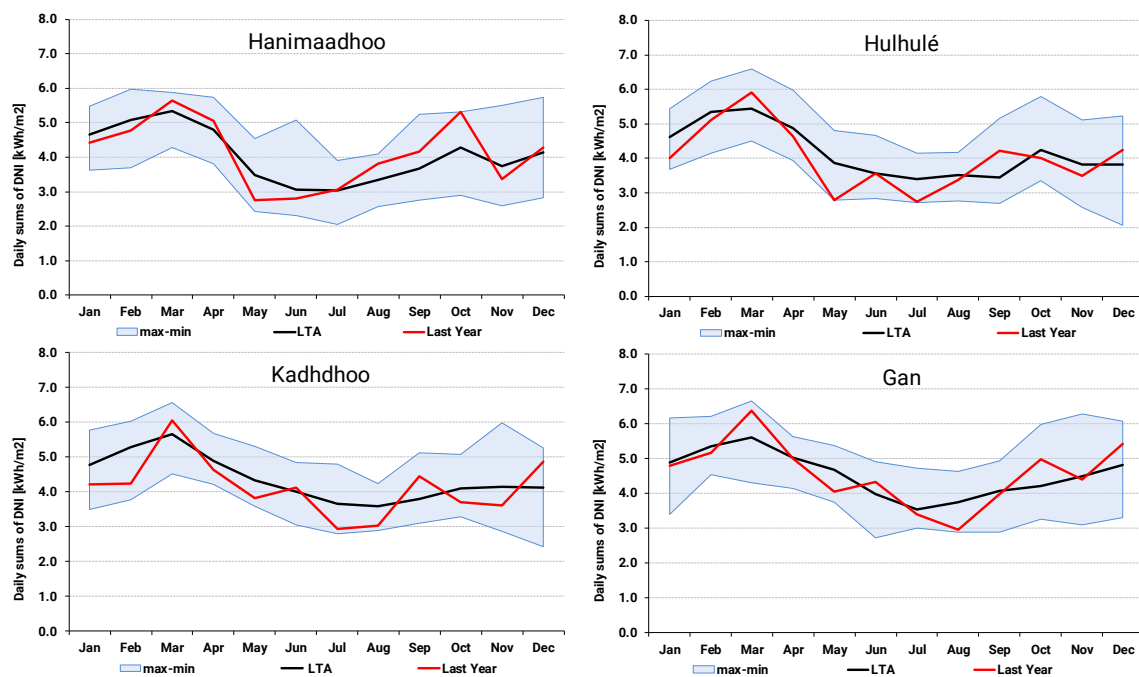 Hanimaadhoo
Daily sums of DNI [kWh/m2]
8.0
7.0
6.0
5.0
4.0
3.0
2.0
1.0
0.0
Jan Feb Mar Apr May Jun Jul Aug Sep Oct Nov Dec
max-min LTA Last Year
Hulhulé
Daily sums of DNI [kWh/m2]
8.0
7.0
6.0
5.0
4.0
3.0
2.0
1.0
0.0
Jan Feb Mar Apr May Jun Jul Aug Sep Oct Nov Dec
max-min LTA Last Year
Kadhdhoo
Daily sums of DNI [kWh/m2]
8.0
7.0
6.0
5.0
4.0
3.0
2.0
1.0
0.0
Jan Feb Mar Apr May Jun Jul Aug Sep Oct Nov Dec
max-min LTA Last Year
Gan
Daily sums of DNI [kWh/m2]
8.0
7.0
6.0
5.0
4.0
3.0
2.0
1.0
0.0
Jan Feb Mar Apr May Jun Jul Aug Sep Oct Nov Dec
max-min LTA Last Year